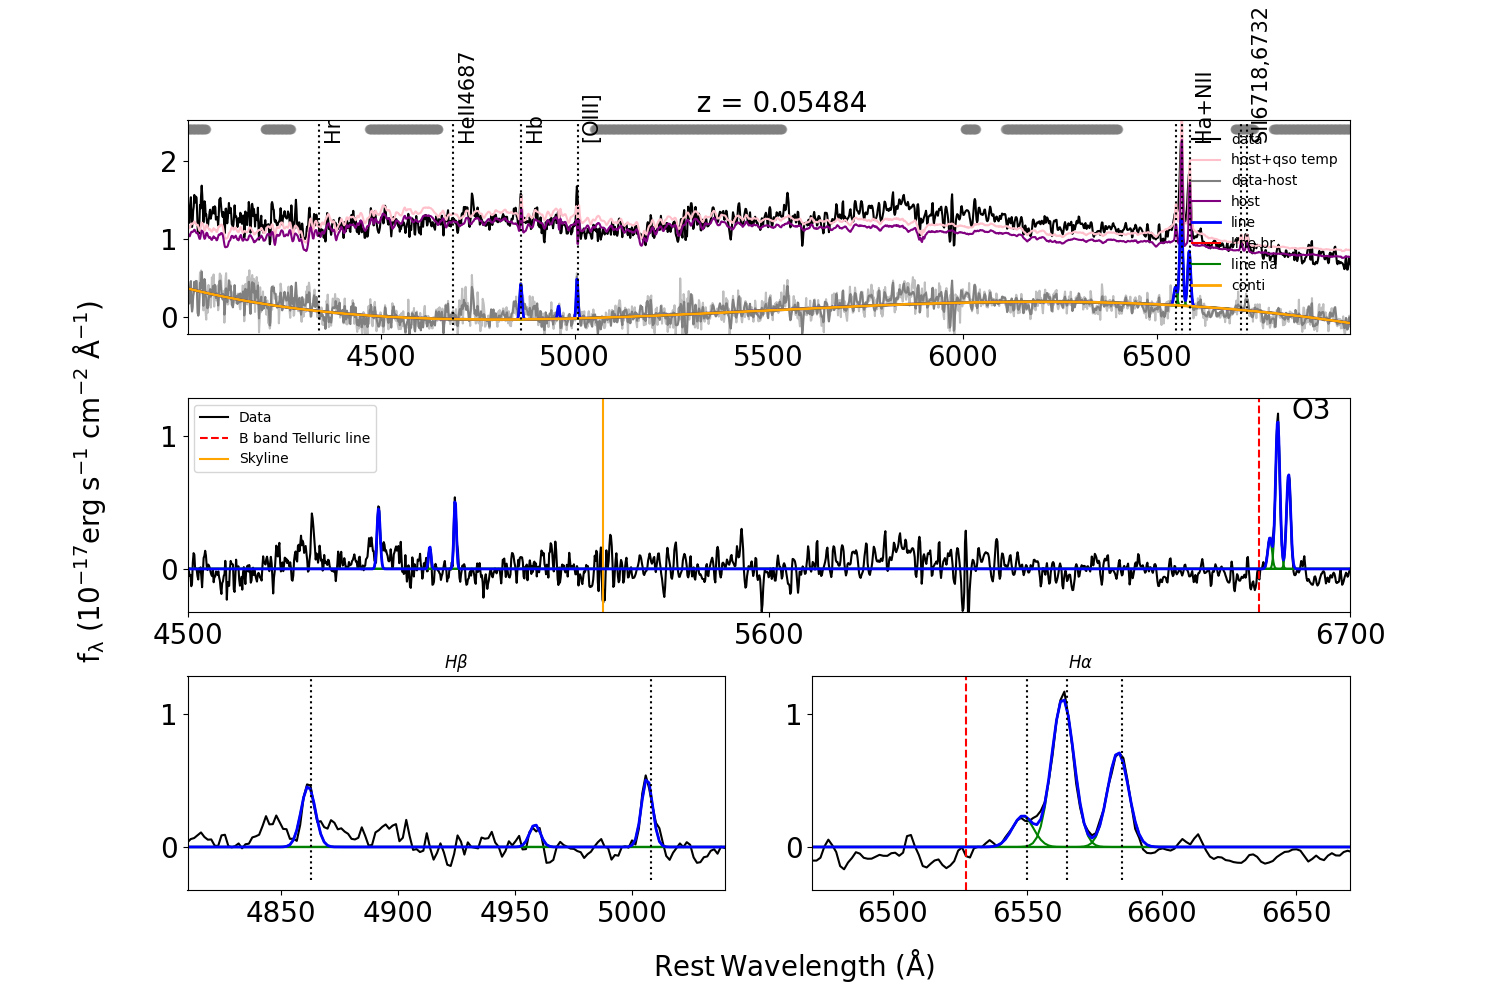 z = 0.05484
Hr
HeII4687
Hb
[OIII]
Ha+NII
SII6718,6732
data
host+qso temp
data-host
host
line
line br
line na
conti
2
1
0
4500
5000
5500
6000
6500
Data
B band Telluric line
Skyline
O3
1
0
4500
5600
6700
Hβ
Hα
1
0
4850
4900
4950
5000
1
0
6500
6550
6600
6650
fλ (10⁻¹⁷erg s⁻¹ cm⁻² Å⁻¹)
Rest Wavelength (Å)